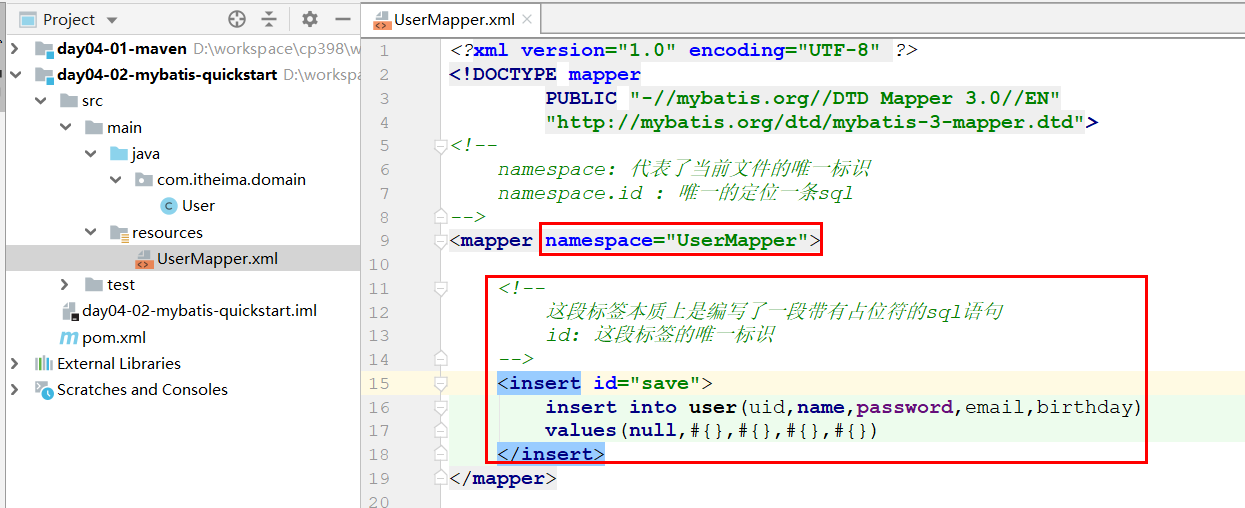 Project
day04-01-maven D:\workspace\cp398\w
day04-02-mybatis-quickstart D:\workspa
src
main
java
com.itheima.domain
User
resources
UserMapper.xml
test
day04-02-mybatis-quickstart.iml
pom.xml
External Libraries
Scratches and Consoles
UserMapper.xml
1 <?xml version="1.0" encoding="UTF-8" ?>
2 <!DOCTYPE mapper
3 PUBLIC "-//mybatis.org//DTD Mapper 3.0//EN"
4 "http://mybatis.org/dtd/mybatis-3-mapper.dtd">
5 <!--
6 namespace: 代表了当前文件的唯一标识
7 namespace.id : 唯一的定位一条sql
8 -->
9 <mapper namespace="UserMapper">
10
11 <!--
12 这段标签本质上是编写了一段带有占位符的sql语句
13 id: 这段标签的唯一标识
14 -->
15 <insert id="save">
16 insert into user(uid,name,password,email,birthday)
17 values(null,#{},#{},#{},#{})
18 </insert>
19 </mapper>
20